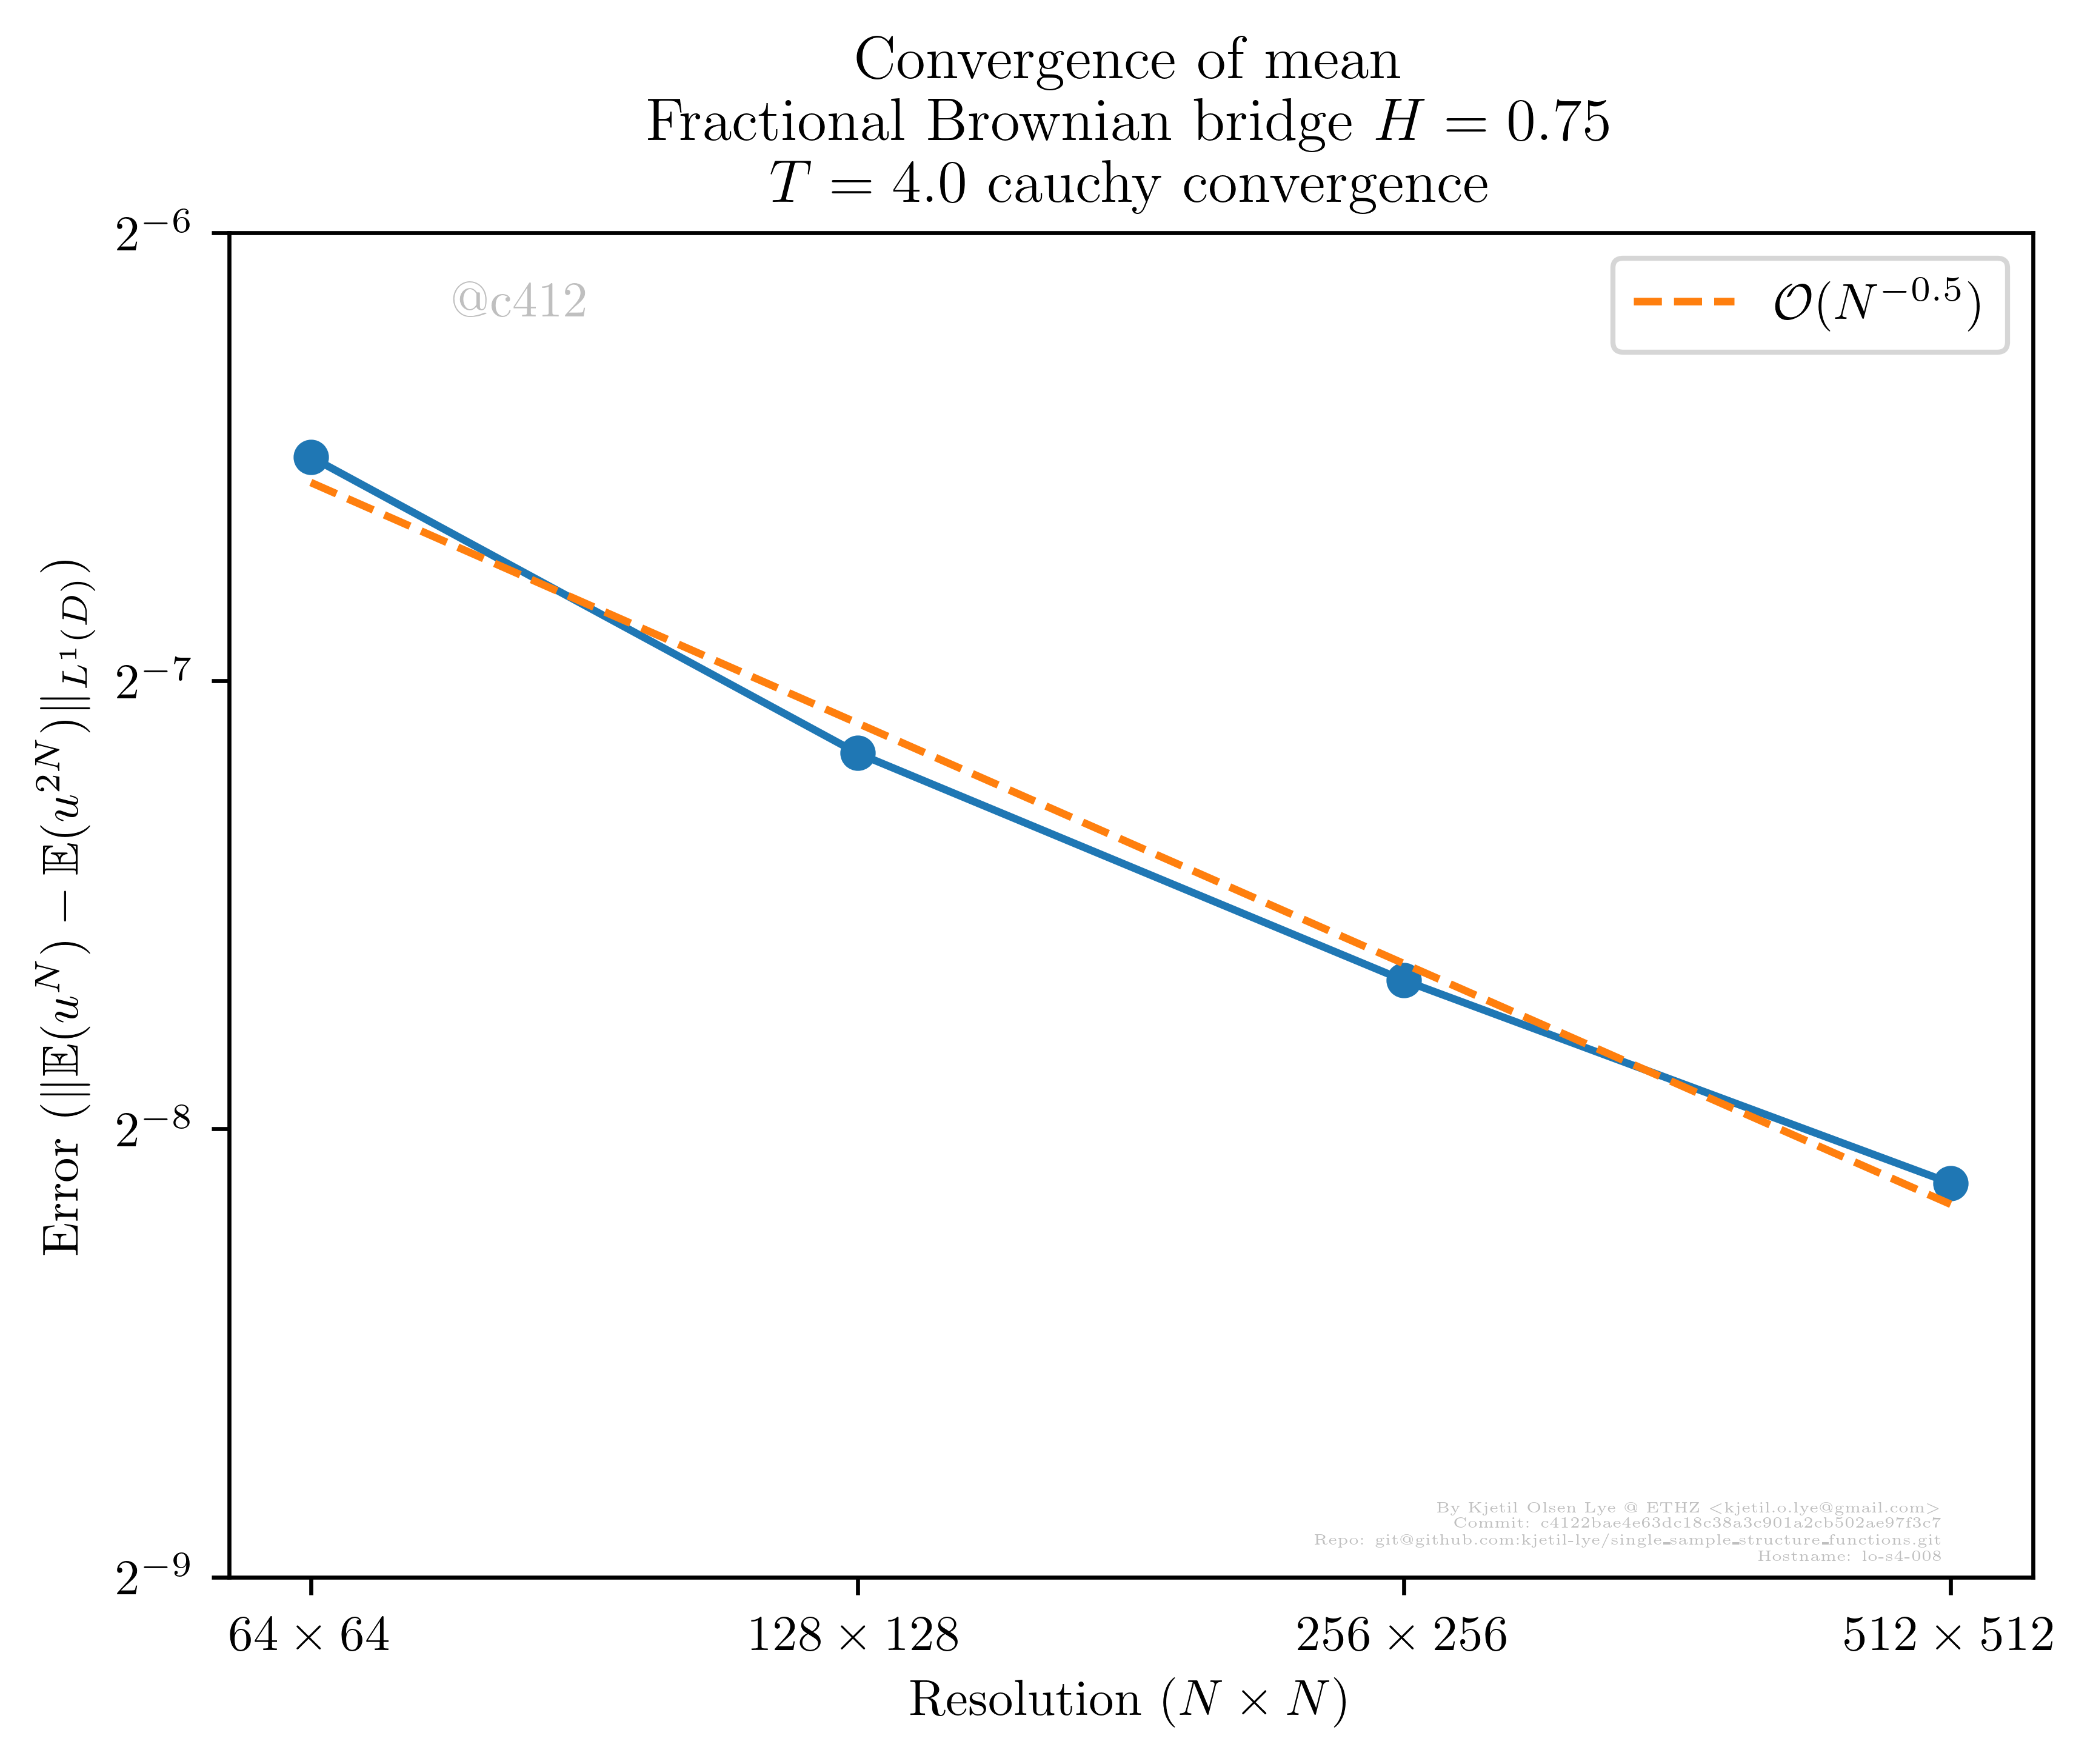 Convergence of mean
Fractional Brownian bridge H = 0.75
T = 4.0 cauchy convergence
2⁻⁶
@c412
𝒪(N⁻⁰·⁵)
2⁻⁷
Error (||𝔼(u^N) − 𝔼(u^{2N})||_{L¹(D)})
2⁻⁸
By Kjetil Olsen Lye @ ETHZ <kjetil.o.lye@gmail.com>
Commit: c4122bae4e63dc18c38a3c901a2cb502ae97f3c7
Repo: git@github.com:kjetil-lye/single_sample_structure_functions.git
Hostname: lo-s4-008
2⁻⁹
64 × 64 128 × 128 256 × 256 512 × 512
Resolution (N × N)